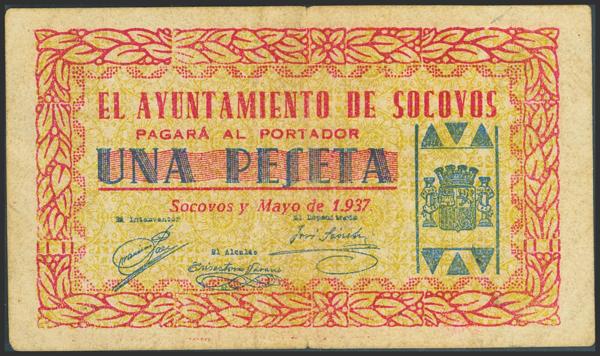 EL AYUNTAMIENTO DE SOCOVOS
PAGARÁ AL PORTADOR
UNA PESETA
Socovos y Mayo de 1.937
El Interventor
El Depositario
El Alcalde
José